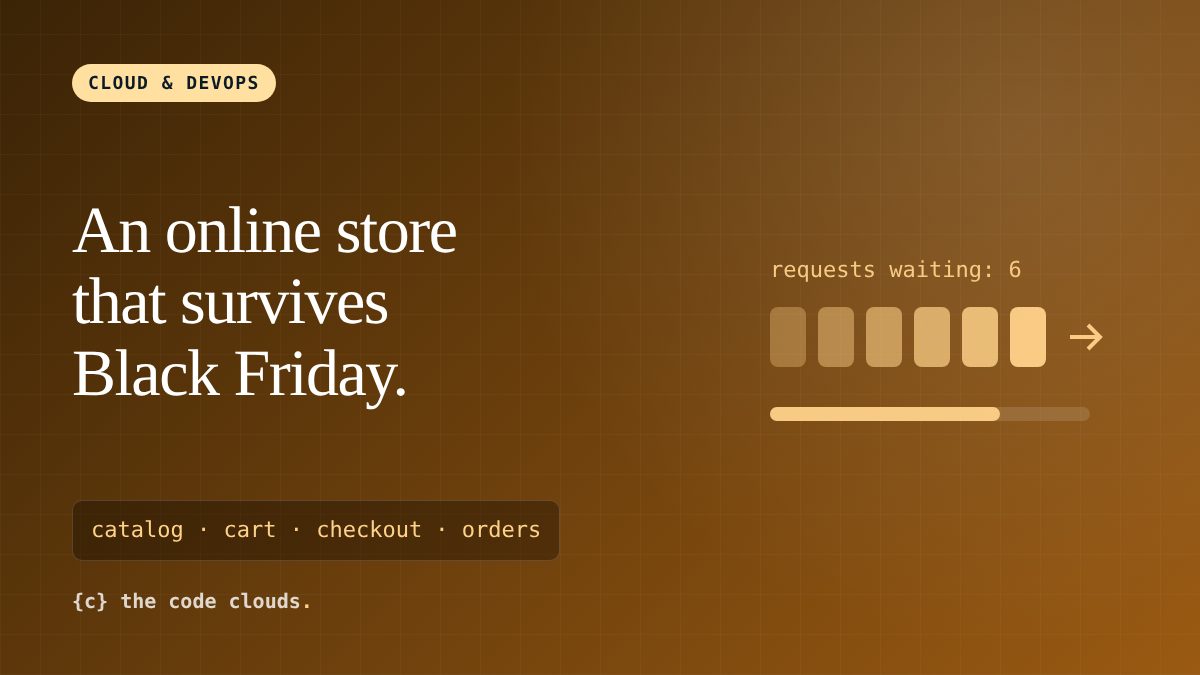 CLOUD & DEVOPS
An online store
that survives
Black Friday.
requests waiting: 6
catalog · cart · checkout · orders
{c} the code clouds.